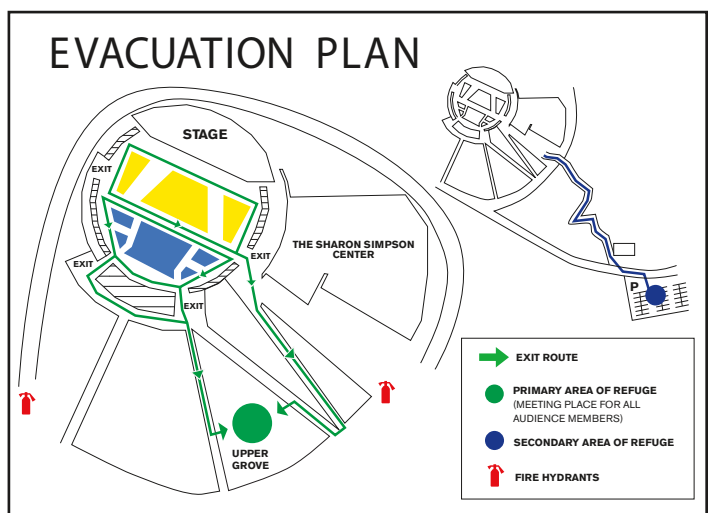 EVACUATION PLAN
STAGE
EXIT
THE SHARON SIMPSON
CENTER
EXIT
EXIT
EXIT
UPPER
GROVE
P
EXIT ROUTE
PRIMARY AREA OF REFUGE
(MEETING PLACE FOR ALL
AUDIENCE MEMBERS)
SECONDARY AREA OF REFUGE
FIRE HYDRANTS